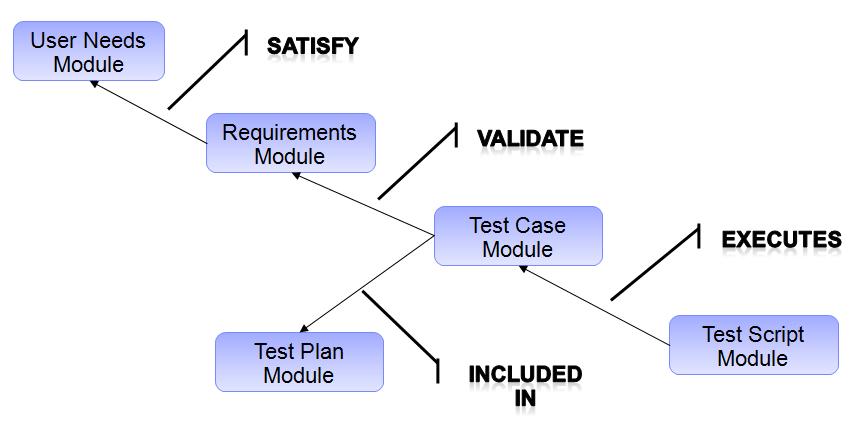 User Needs
Module
SATISFY
Requirements
Module
VALIDATE
Test Case
Module
EXECUTES
Test Script
Module
Test Plan
Module
INCLUDED
IN